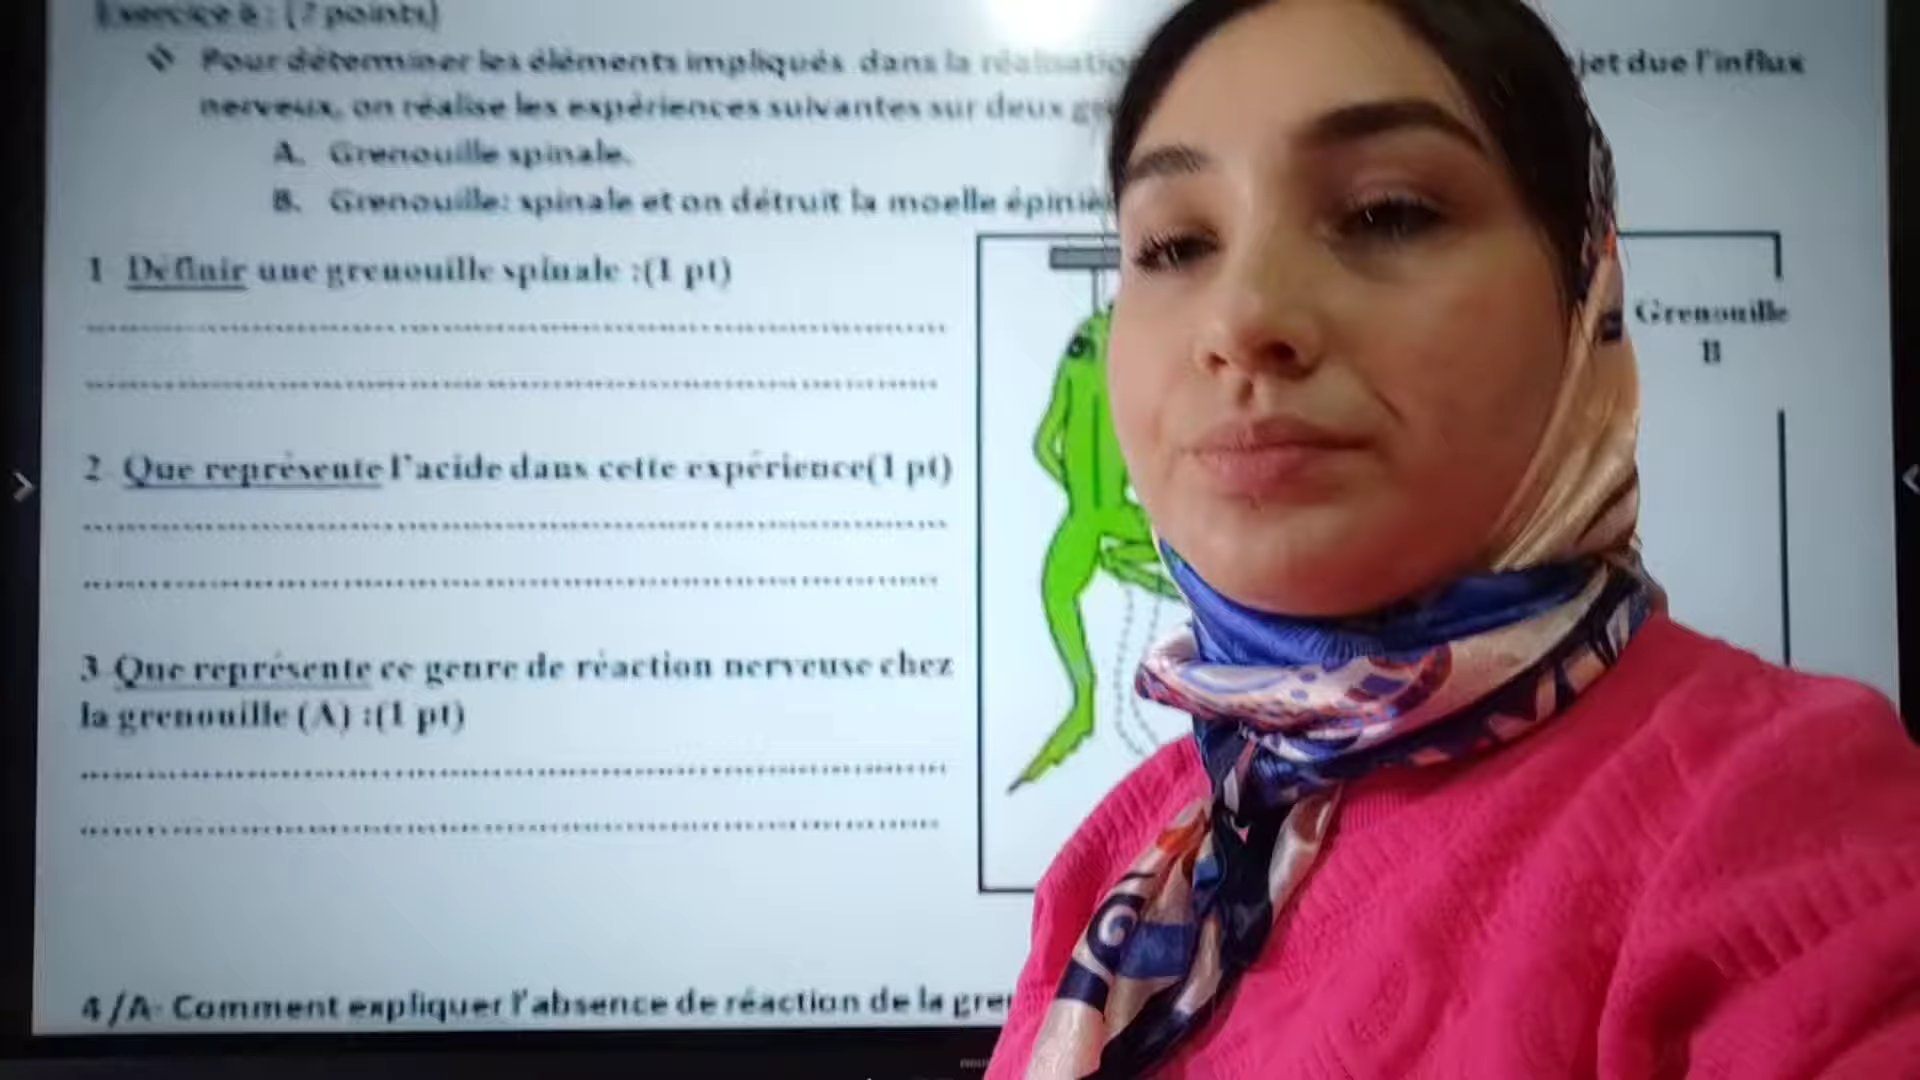 Exercice 6 : (7 points)
Pour déterminer les éléments impliqués dans la réalisatio jet due l'influx
nerveux, on réalise les expériences suivantes sur deux
A. Grenouille spinale.
B. Grenouille: spinale et on détruit la moelle épiniè
1 Définir une grenouille spinale :(1 pt)
Grenouille
B
2 Que représente l'acide dans cette expérience(1 pt)
3 Que représente ce genre de réaction nerveuse chez
la grenouille (A) :(1 pt)
4/A- Comment expliquer l'absence de réaction de la gre